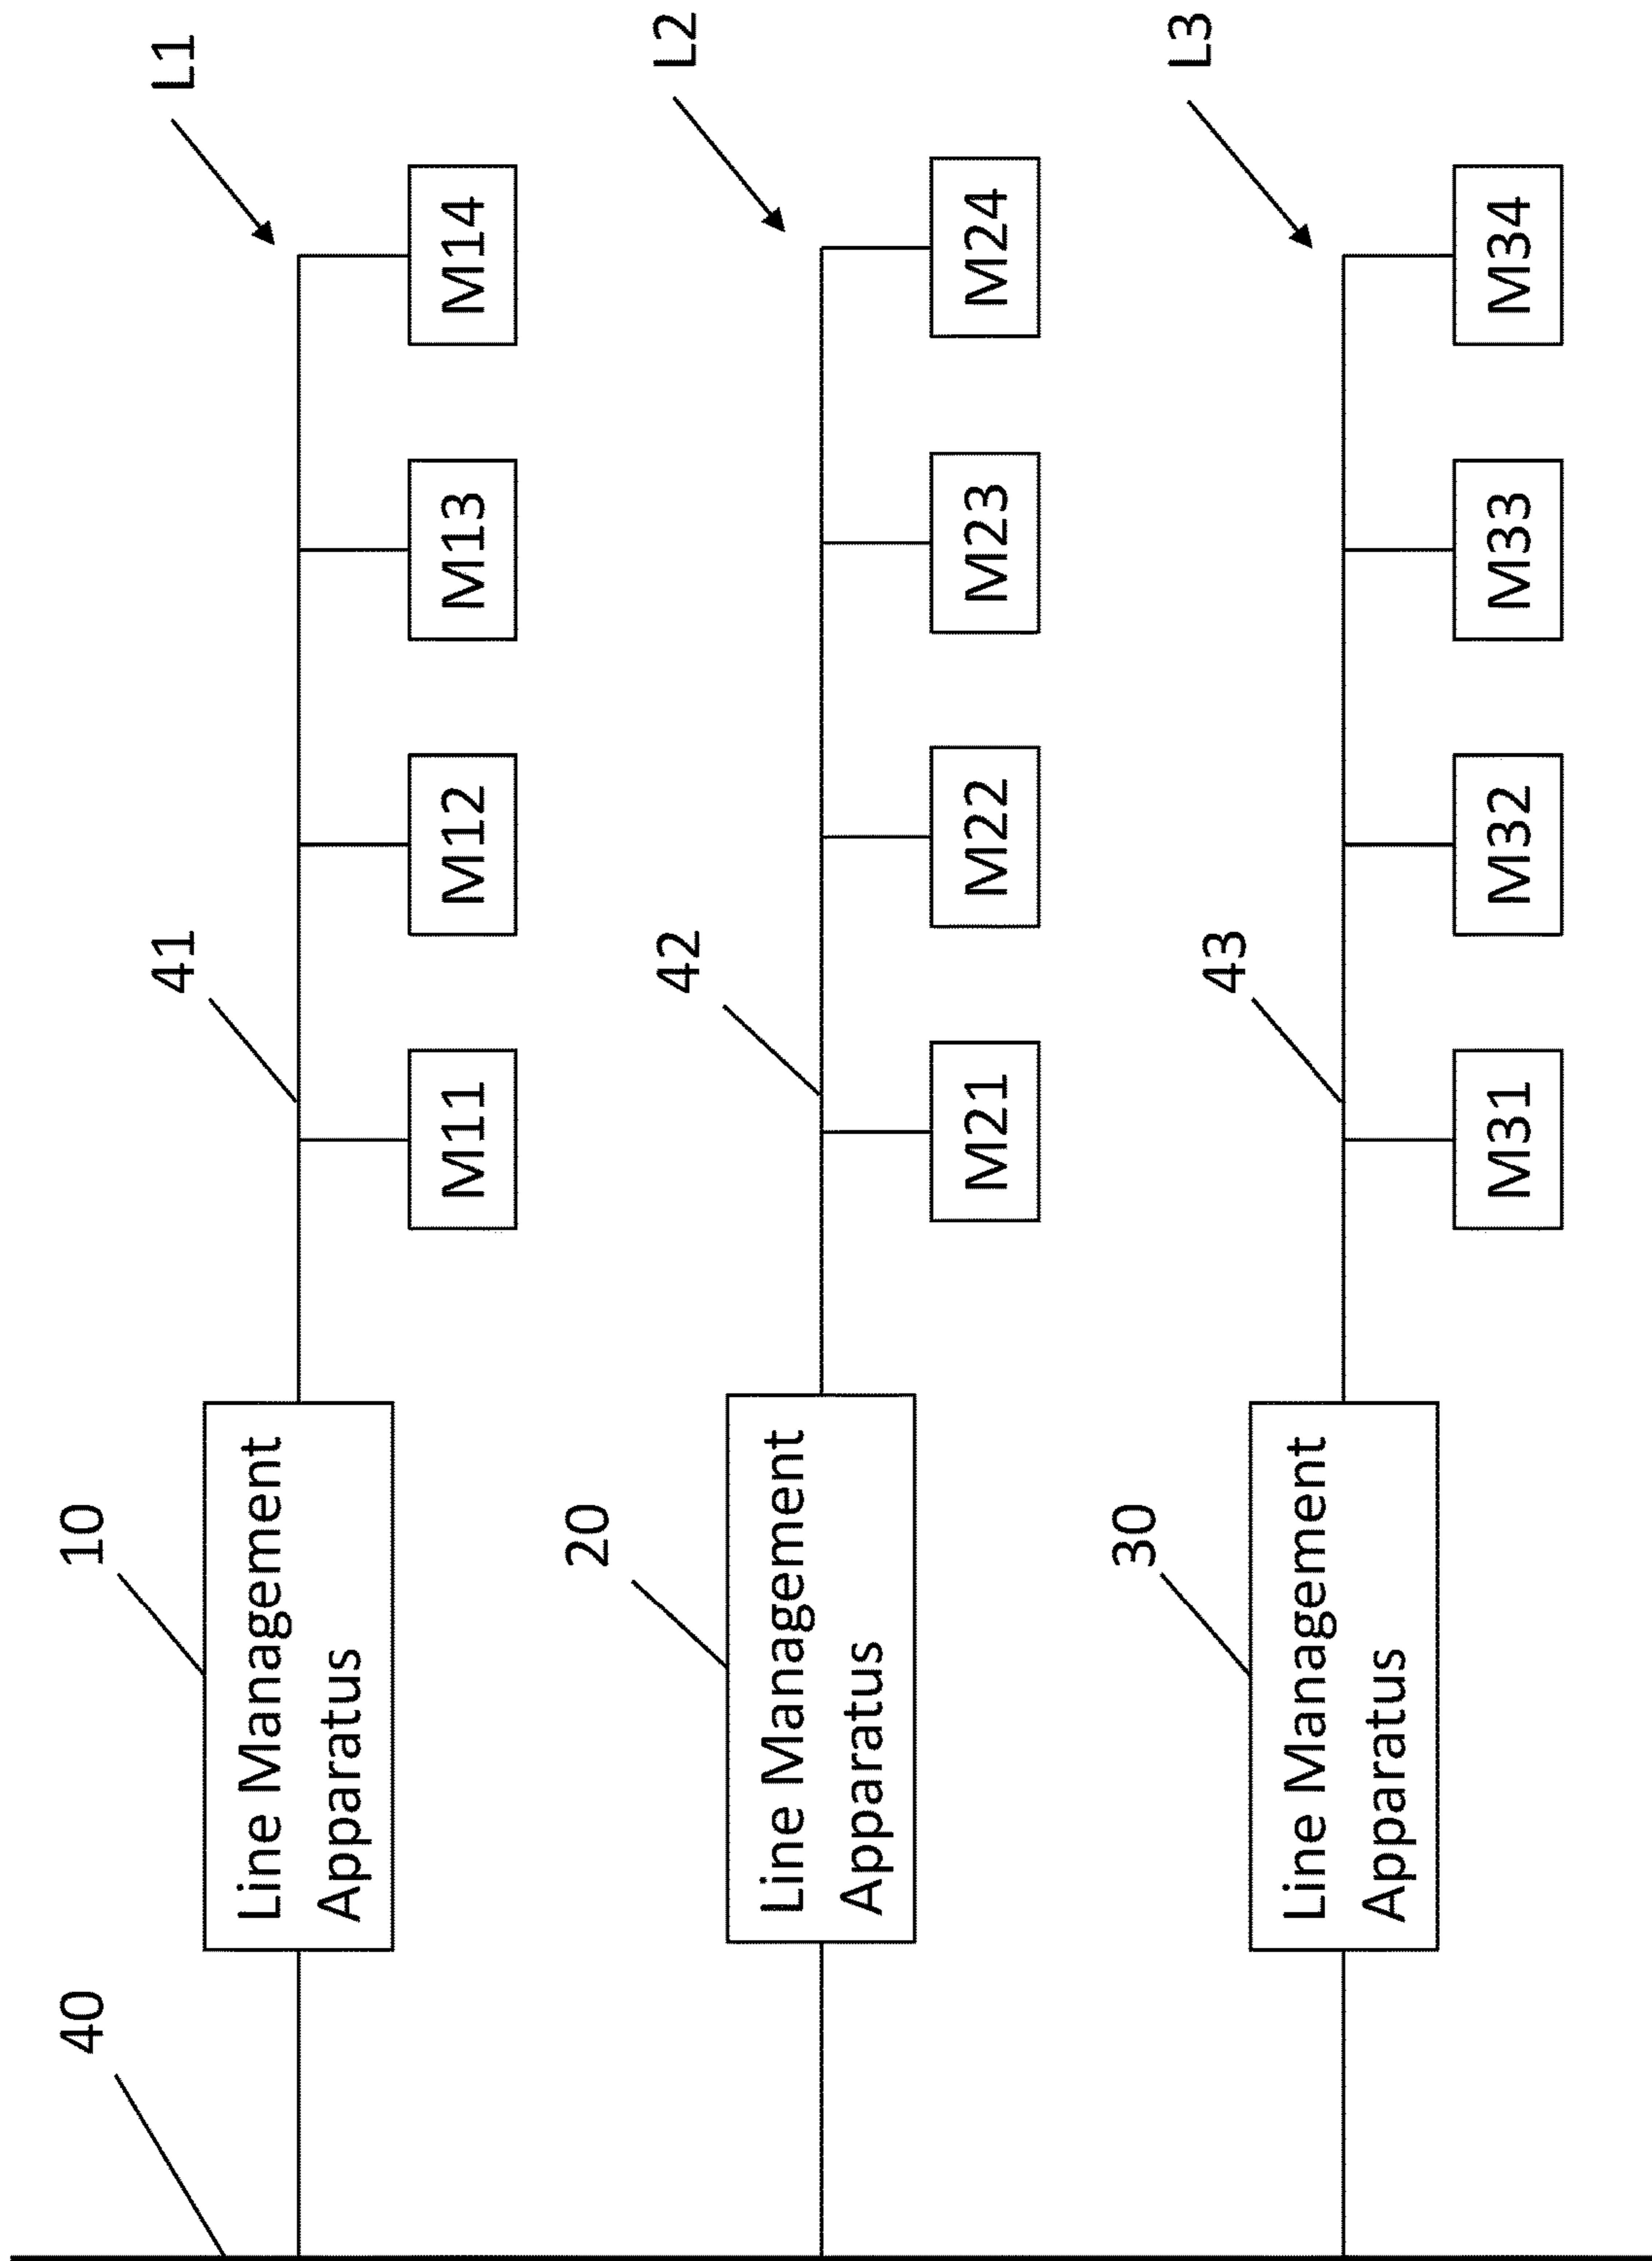 40
10
41
L1
Line Management
Apparatus
M11
M12
M13
M14
20
42
L2
Line Management
Apparatus
M21
M22
M23
M24
30
43
L3
Line Management
Apparatus
M31
M32
M33
M34